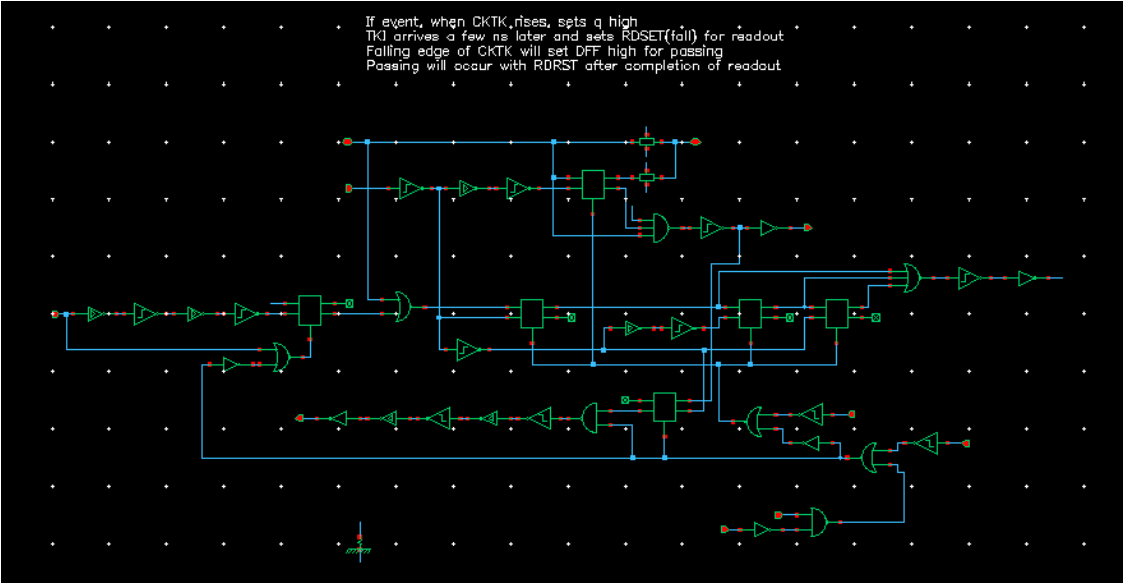 If event, when CKTK rises, sets q high
TKI arrives a few ns later and sets RDSET(fall) for readout
Falling edge of CKTK will set DFF high for passing
Passing will occur with RDRST after completion of readout